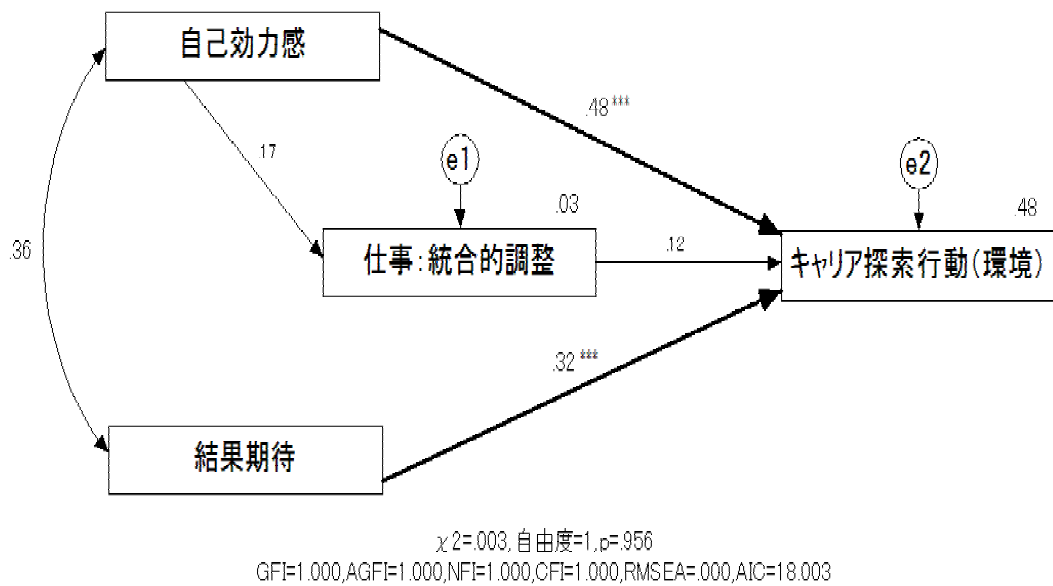 自己効力感
.48***
.17
e1
e2
.03
.48
.36
仕事:統合的調整
.12
キャリア探索行動(環境)
.32***
結果期待
χ2=.003,自由度=1,p=.956
GFI=1.000,AGFI=1.000,NFI=1.000,CFI=1.000,RMSEA=.000,AIC=18.003